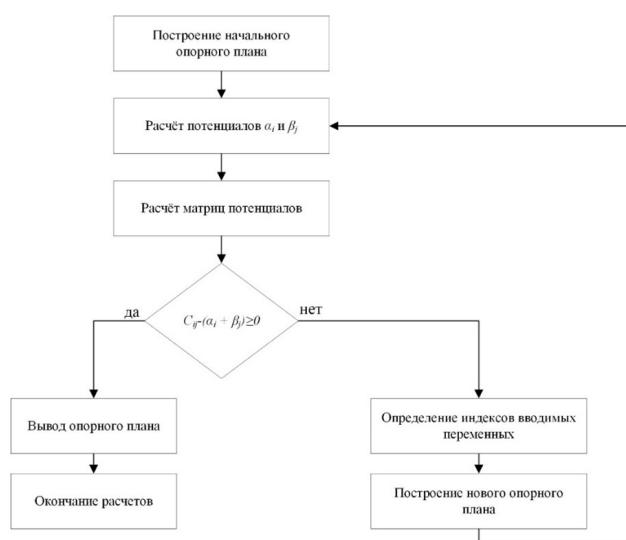 Построение начального
опорного плана
Расчёт потенциалов αi и βj
Расчёт матриц потенциалов
да
Cij-(αi + βj)≥0
нет
Вывод опорного плана
Определение индексов вводимых
переменных
Окончание расчетов
Построение нового опорного
плана